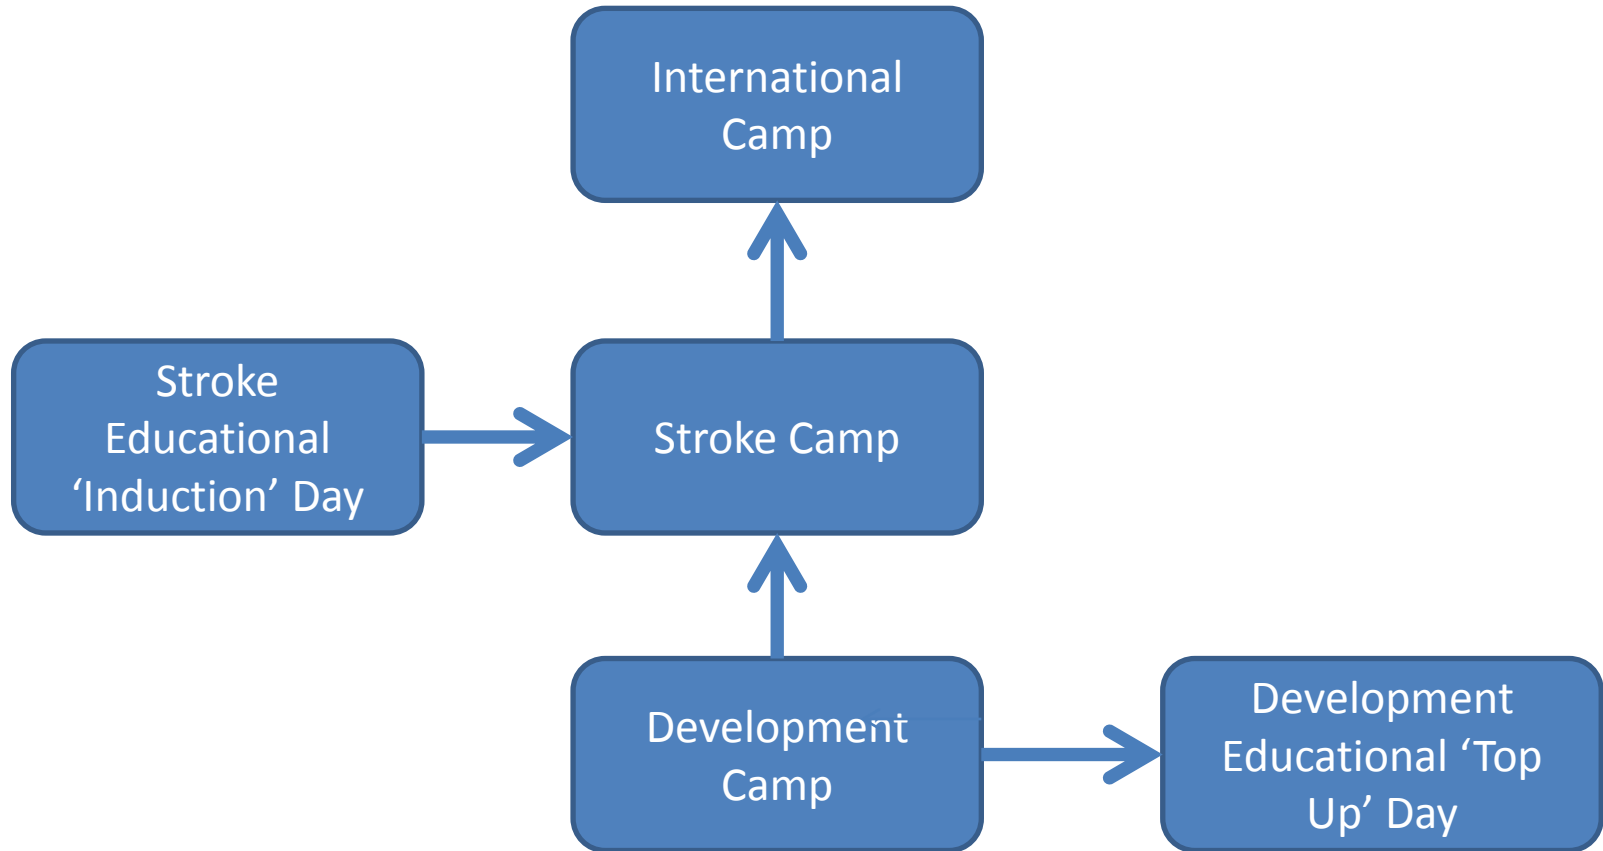 International
Camp
Stroke
Educational
‘Induction’ Day
Stroke Camp
Development
Camp
Development
Educational ‘Top
Up’ Day